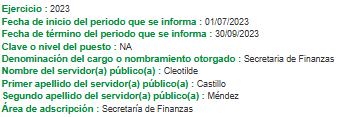 Ejercicio : 2023
Fecha de inicio del periodo que se informa : 01/07/2023
Fecha de término del periodo que se informa : 30/09/2023
Clave o nivel del puesto : NA
Denominación del cargo o nombramiento otorgado : Secretaria de Finanzas
Nombre del servidor(a) público(a) : Cleotilde
Primer apellido del servidor(a) público(a) : Castillo
Segundo apellido del servidor(a) público(a) : Méndez
Área de adscripción : Secretaría de Finanzas